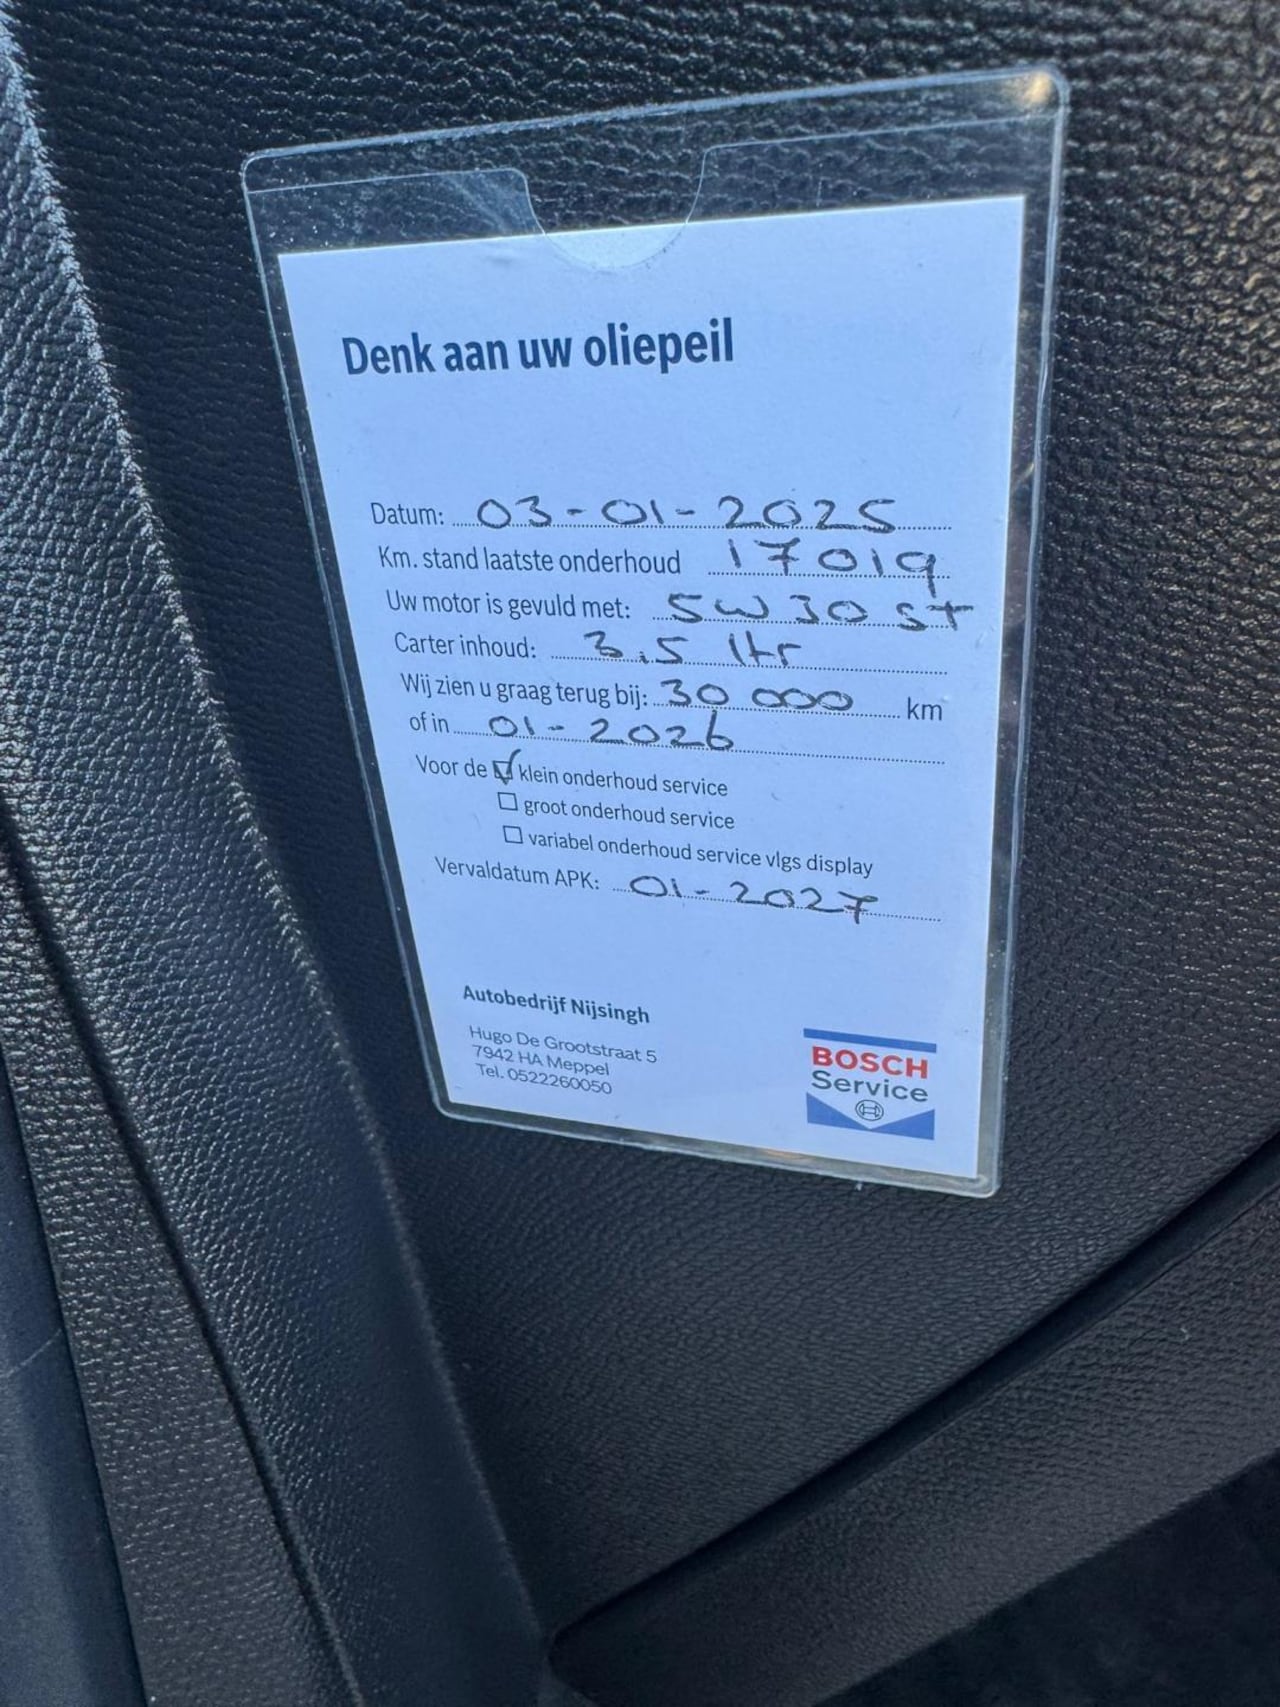 Denk aan uw oliepeil
Datum: 03-01-2025
Km. stand laatste onderhoud 17019
Uw motor is gevuld met: 5W30 st
Carter inhoud: 3,5 ltr
Wij zien u graag terug bij: 30 000 km
of in 01-2026
Voor de klein onderhoud service
groot onderhoud service
variabel onderhoud service vlgs display
Vervaldatum APK: 01-2027
Autobedrijf Nijsingh
Hugo De Grootstraat 5
7942 HA Meppel
Tel. 0522260050
BOSCH
Service